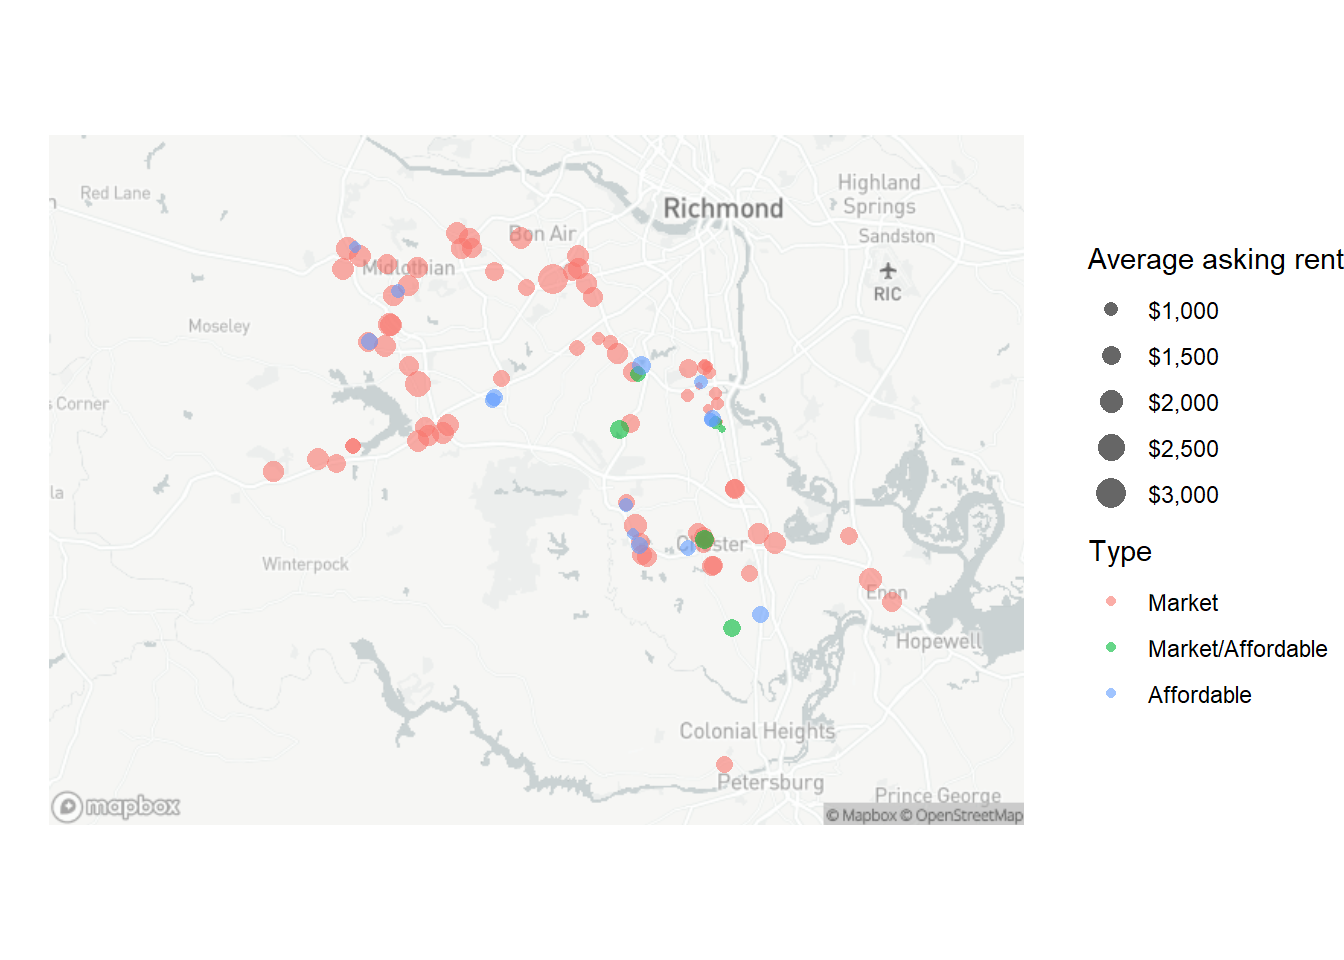 Red Lane
Highland
Springs
Richmond
Sandston
Bon Air
Midlothian
RIC
Moseley
s Corner
la
Winterpock
Enon
Hopewell
Colonial Heights
Petersburg
Prince George
mapbox
© Mapbox © OpenStreetMap
Average asking rent
$1,000
$1,500
$2,000
$2,500
$3,000
Type
Market
Market/Affordable
Affordable